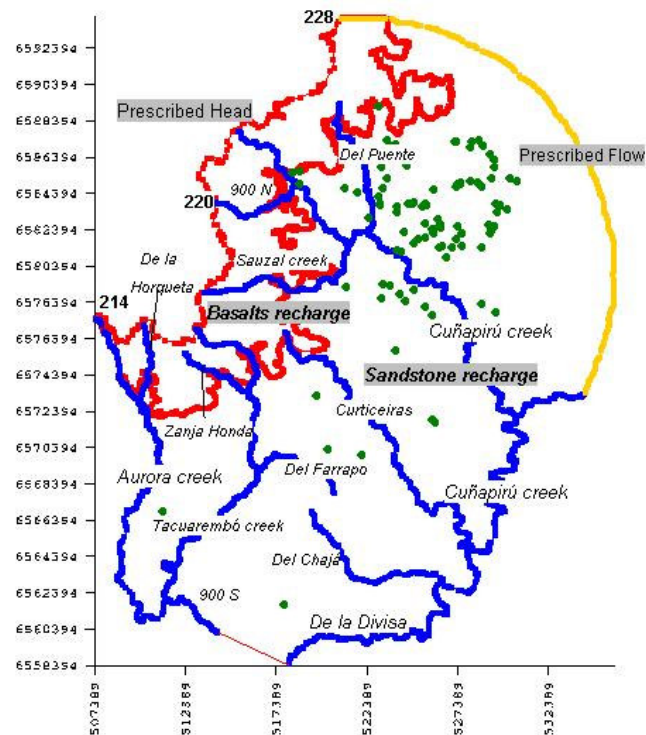 228
6592394
6590394
6588394
Prescribed Head
6586394
Del Puente
Prescribed Flow
6584394
900 N
220
6582394
De la
Horqueta
Sauzal creek
6580394
6578394
214
Basalts recharge
Cuñapirú creek
6576394
6574394
Sandstone recharge
6572394
Curticeiras
Zanja Honda
6570394
Aurora creek
Del Farrapo
6568394
Cuñapirú creek
6566394
Tacuarembó creek
6564394
Del Chajá
6562394
900 S
De la Divisa
6560394
6558394
507389
512389
517389
522389
527389
532389